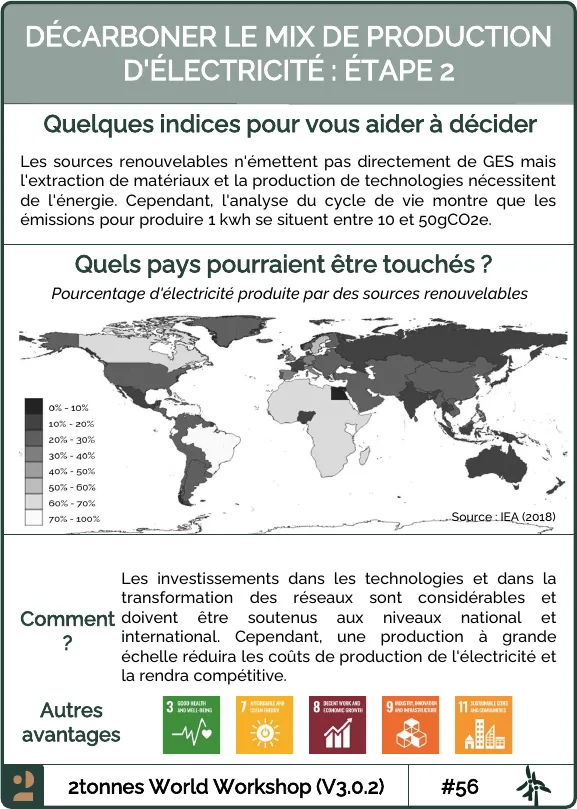 DÉCARBONER LE MIX DE PRODUCTION
D'ÉLECTRICITÉ : ÉTAPE 2
Quelques indices pour vous aider à décider
Les sources renouvelables n'émettent pas directement de GES mais
l'extraction de matériaux et la production de technologies nécessitent
de l'énergie. Cependant, l'analyse du cycle de vie montre que les
émissions pour produire 1 kwh se situent entre 10 et 50gCO2e.
Quels pays pourraient être touchés ?
Pourcentage d'électricité produite par des sources renouvelables
0% - 10%
10% - 20%
20% - 30%
30% - 40%
40% - 50%
50% - 60%
60% - 70%
70% - 100%
Source : IEA (2018)
Comment
?
Les investissements dans les technologies et dans la
transformation des réseaux sont considérables et
doivent être soutenus aux niveaux national et
international. Cependant, une production à grande
échelle réduira les coûts de production de l'électricité et
la rendra compétitive.
Autres
avantages
3 GOOD HEALTH
AND WELL-BEING
7 AFFORDABLE AND
CLEAN ENERGY
8 DECENT WORK AND
ECONOMIC GROWTH
9 INDUSTRY, INNOVATION
AND INFRASTRUCTURE
11 SUSTAINABLE CITIES
AND COMMUNITIES
2tonnes World Workshop (V3.0.2)
#56